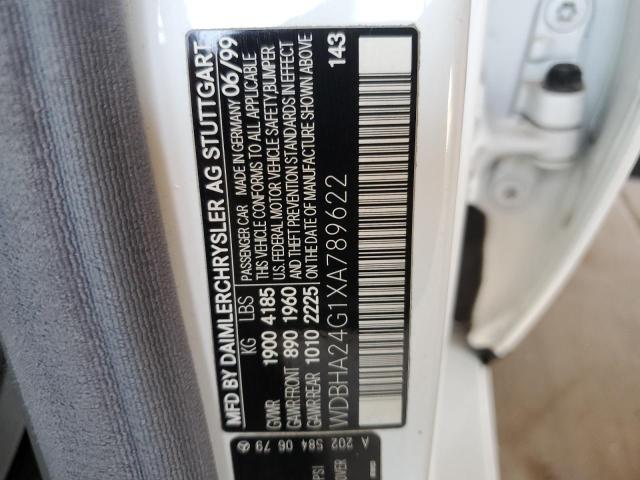 MFD BY DAIMLERCHRYSLER AG STUTTGART
PASSENGER CAR MADE IN GERMANY 06/99
KG LBS THIS VEHICLE CONFORMS TO ALL APPLICABLE
GVWR 1900 4185 U.S. FEDERAL MOTOR VEHICLE SAFETY, BUMPER
GAWR FRONT 890 1960 AND THEFT PREVENTION STANDARDS IN EFFECT
GAWR REAR 1010 2225 ON THE DATE OF MANUFACTURE SHOWN ABOVE
WDBHA24G1XA789622 143
A 202 584 06 79